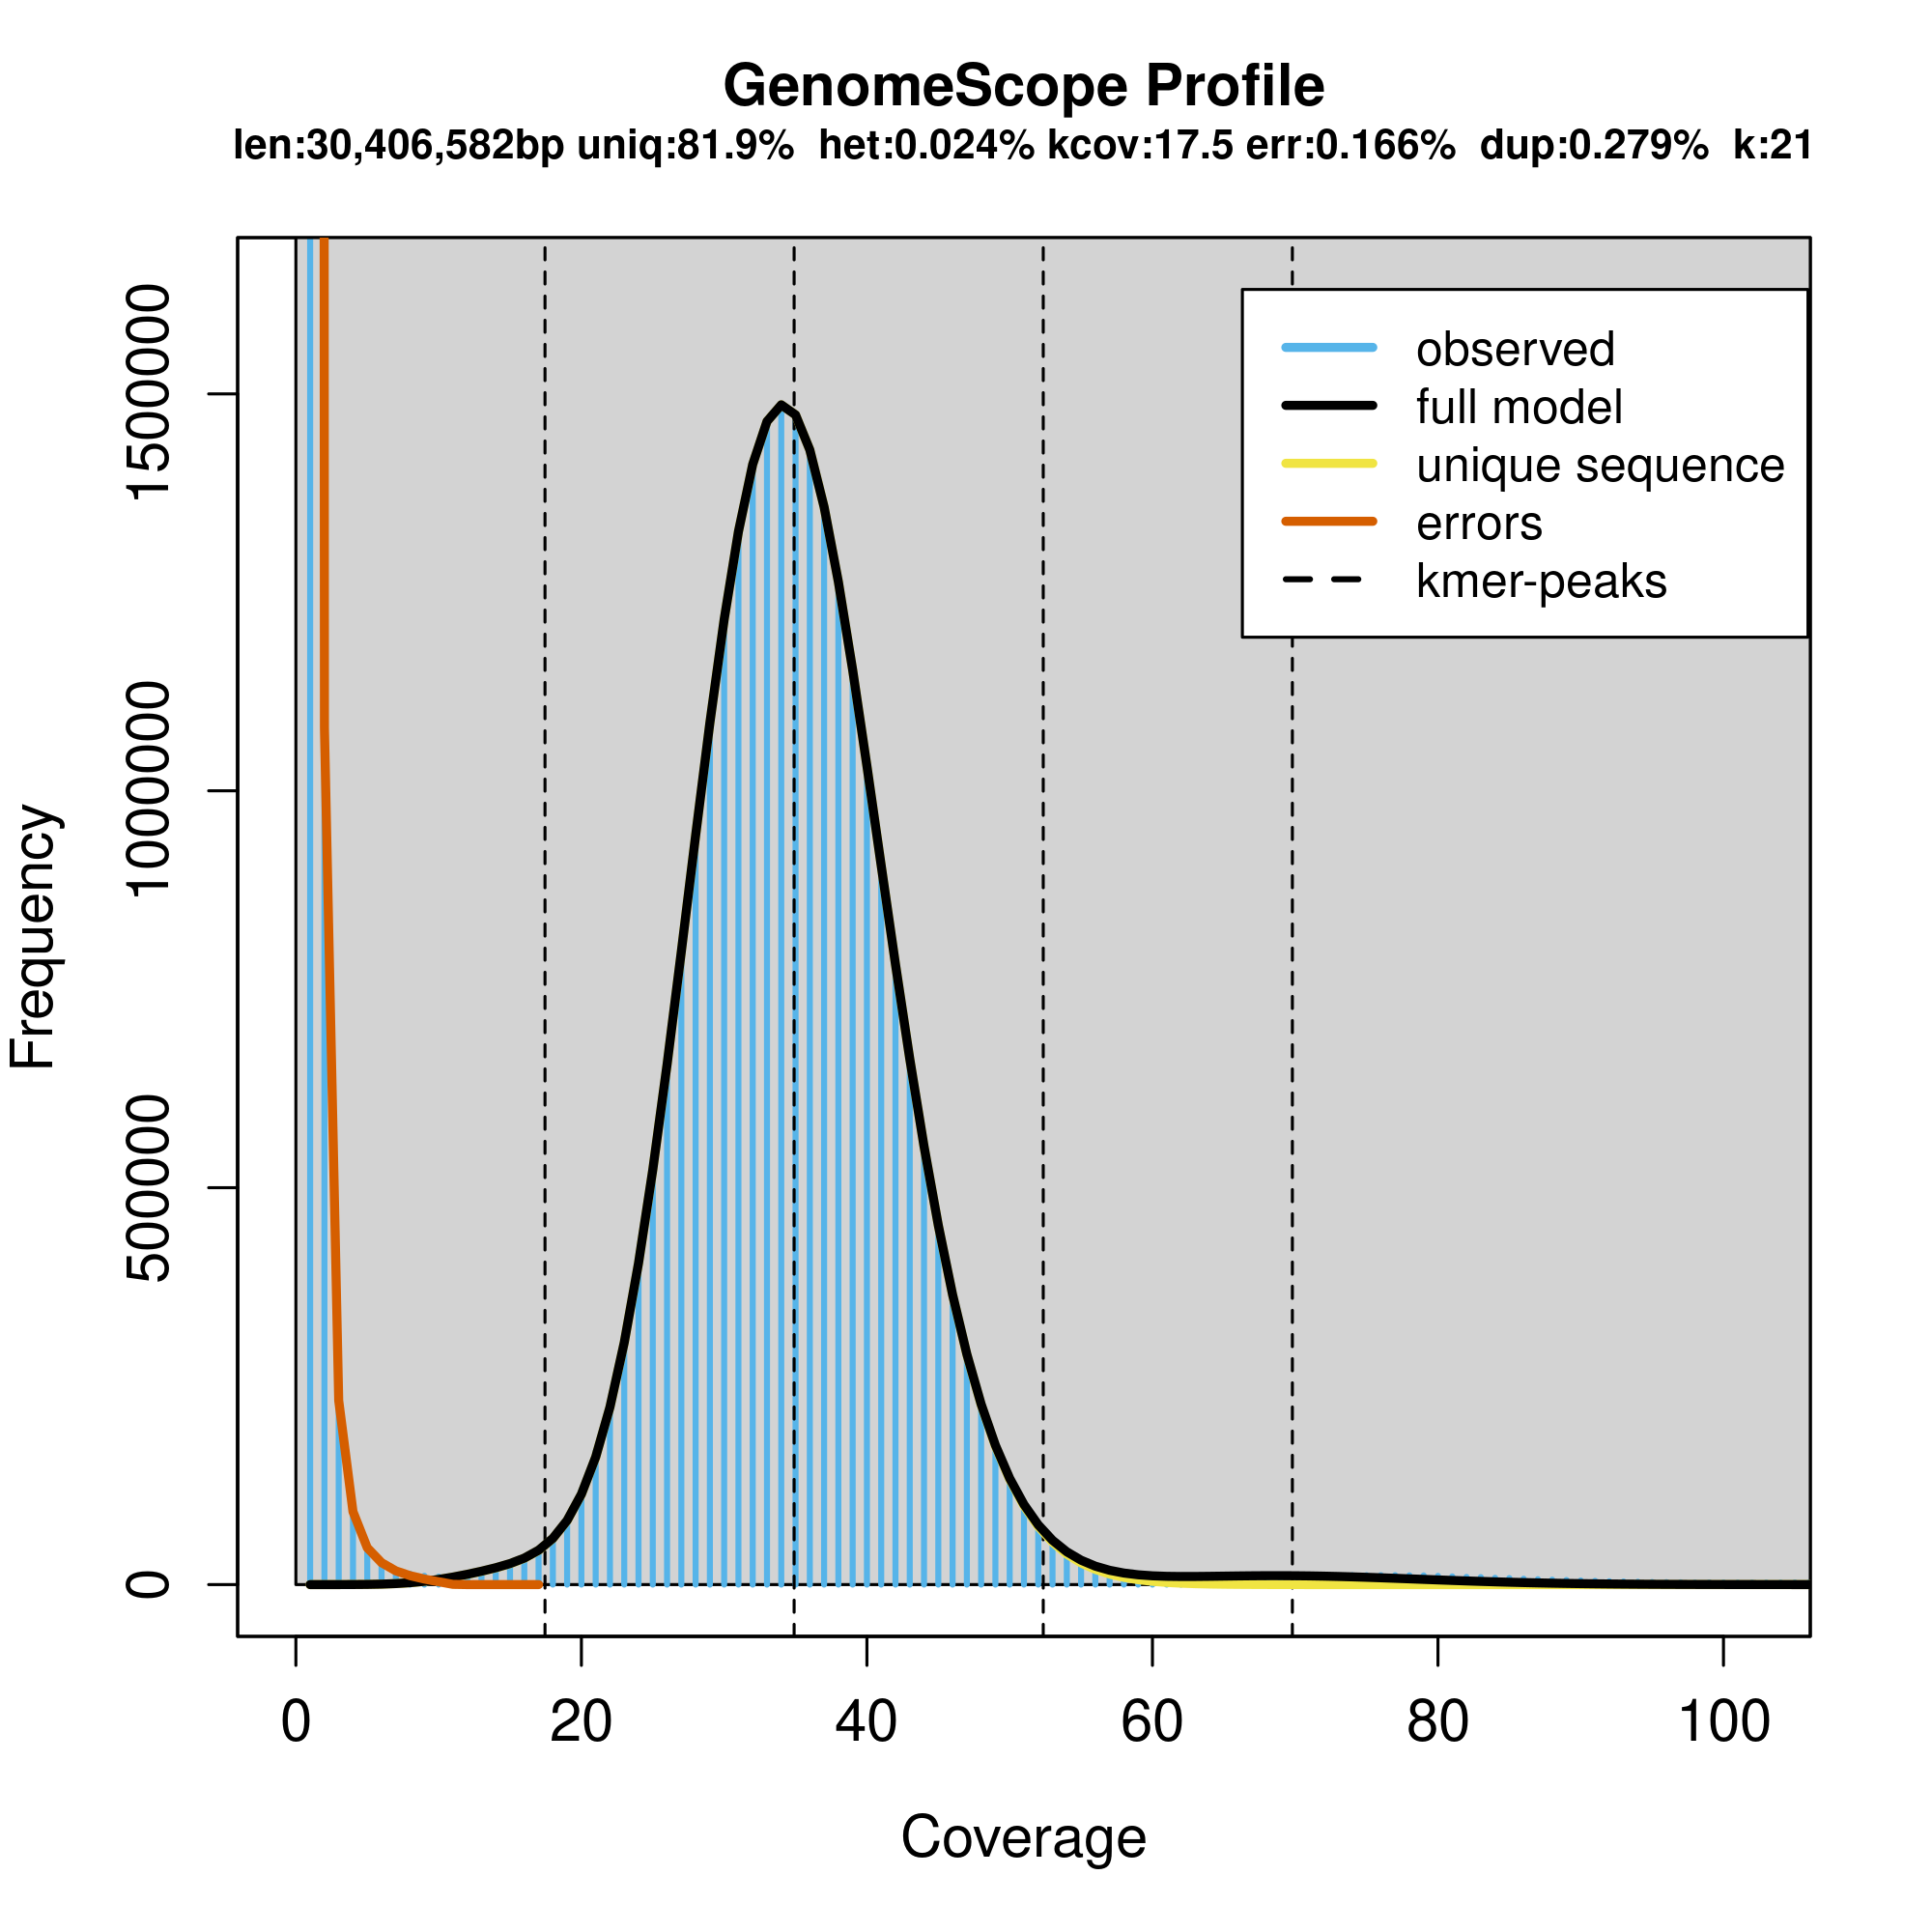 GenomeScope Profile
len:30,406,582bp uniq:81.9% het:0.024% kcov:17.5 err:0.166% dup:0.279% k:21
observed
full model
unique sequence
errors
kmer-peaks
1500000
1000000
500000
0
Frequency
0 20 40 60 80 100
Coverage